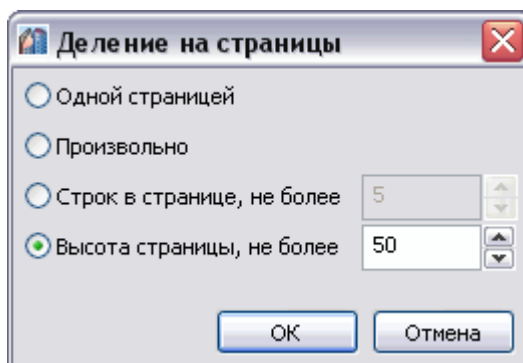 Деление на страницы
Одной страницей
Произвольно
Строк в странице, не более 5
Высота страницы, не более 50
ОК Отмена